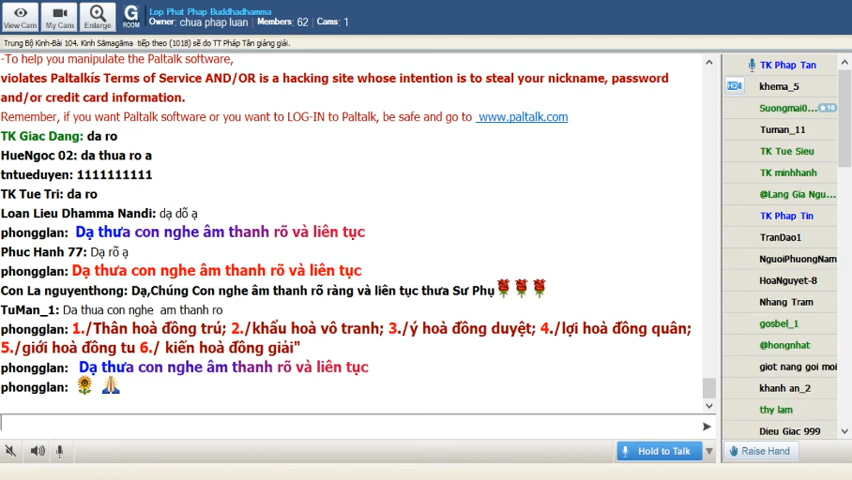 Lop Phat Phap Buddhadhamma
Owner: chua phap luan Members: 62 Cams: 1
View Cam
My Cam
Enlarge
G
ROOM
Trung Bộ Kinh-Bài 104. Kinh Sāmagāma tiếp theo (1018) sẽ do TT Pháp Tân giảng giải.
-To help you manipulate the Paltalk software,
violates Paltalkís Terms of Service AND/OR is a hacking site whose intention is to steal your nickname, password
and/or credit card information.
Remember, if you want Paltalk software or you want to LOG-IN to Paltalk, be safe and go to www.paltalk.com
TK Giac Dang: da ro
HueNgoc 02: da thua ro a
tntueduyen: 1111111111
TK Tue Tri: da ro
Loan Lieu Dhamma Nandi: dạ dỗ ạ
phongglan: Dạ thưa con nghe âm thanh rõ và liên tục
Phuc Hanh 77: Dạ rõ ạ
phongglan: Dạ thưa con nghe âm thanh rõ và liên tục
Con La nguyenthong: Dạ,Chúng Con nghe âm thanh rõ ràng và liên tục thưa Sư Phụ
TuMan_1: Da thua con nghe am thanh ro
phongglan: 1./Thân hoà đồng trú; 2./khẩu hoà vô tranh; 3./ý hoà đồng duyệt; 4./lợi hoà đồng quân;
5./giới hoà đồng tu 6./ kiến hoà đồng giải"
phongglan: Dạ thưa con nghe âm thanh rõ và liên tục
phongglan:
Hold to Talk
Raise Hand
TK Phap Tan
HD
khema_5
Suongmai0...
10
Tuman_11
TK Tue Sieu
TK minhhanh
@Lang Gia Ngu...
TK Phap Tin
TranDao1
NguoiPhuongNam
HoaNguyet-8
Nhang Tram
gosbel_1
@hongnhat
giot nang goi moi
khanh an_2
thy lam
Dieu Giac 999